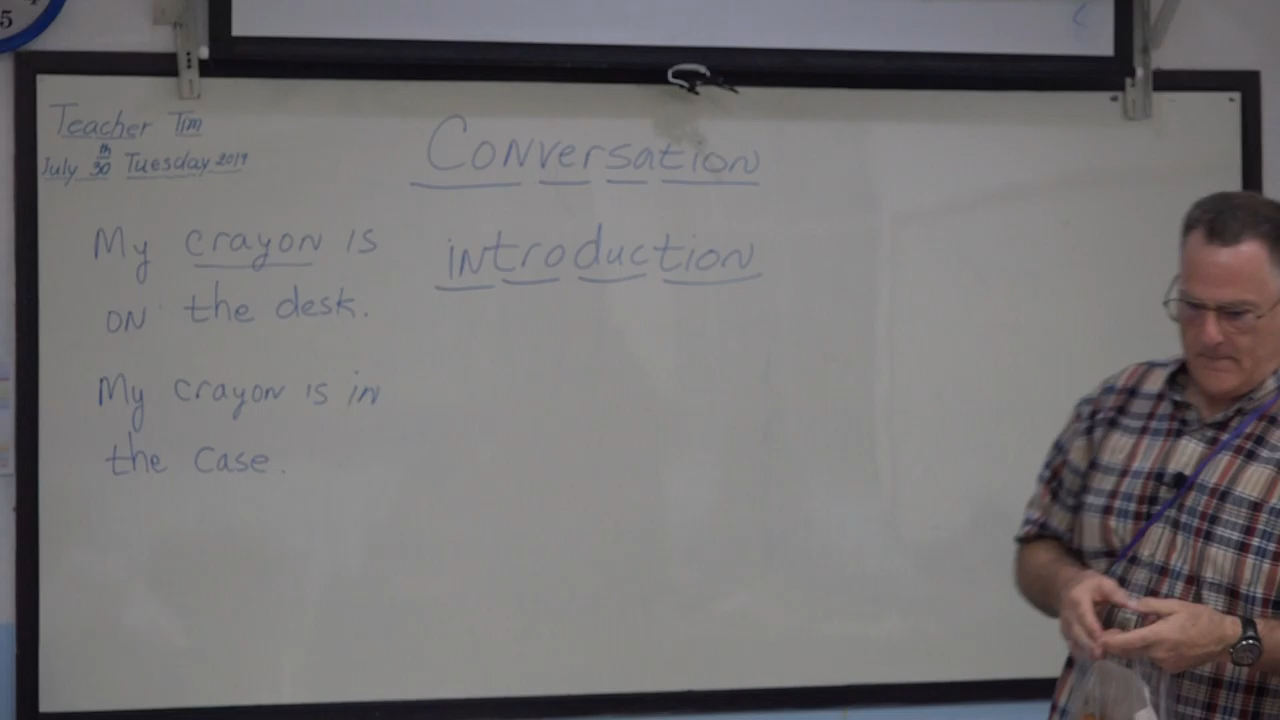 Teacher Tim
July 30th Tuesday 2019
Conversation
introduction
My crayon is
on the desk.
My crayon is in
the case.
5